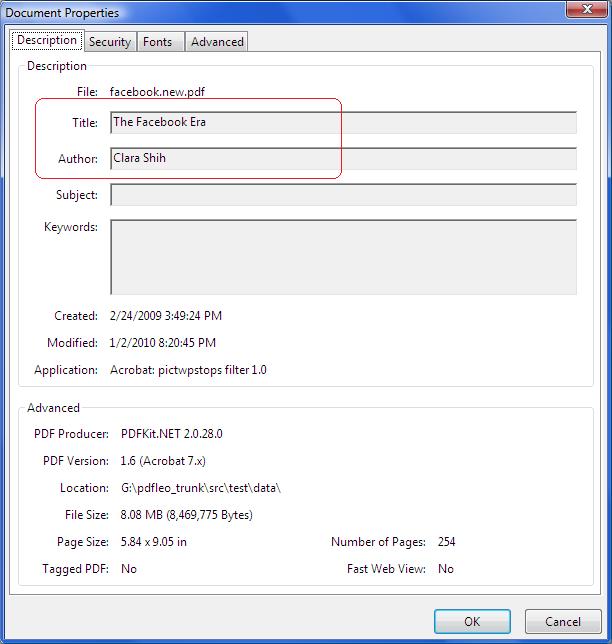 Document Properties
Description Security Fonts Advanced
Description
File: facebook.new.pdf
Title: The Facebook Era
Author: Clara Shih
Subject:
Keywords:
Created: 2/24/2009 3:49:24 PM
Modified: 1/2/2010 8:20:45 PM
Application: Acrobat: pictwpstops filter 1.0
Advanced
PDF Producer: PDFKit.NET 2.0.28.0
PDF Version: 1.6 (Acrobat 7.x)
Location: G:\pdfleo_trunk\src\test\data\
File Size: 8.08 MB (8,469,775 Bytes)
Page Size: 5.84 x 9.05 in Number of Pages: 254
Tagged PDF: No Fast Web View: No
OK Cancel